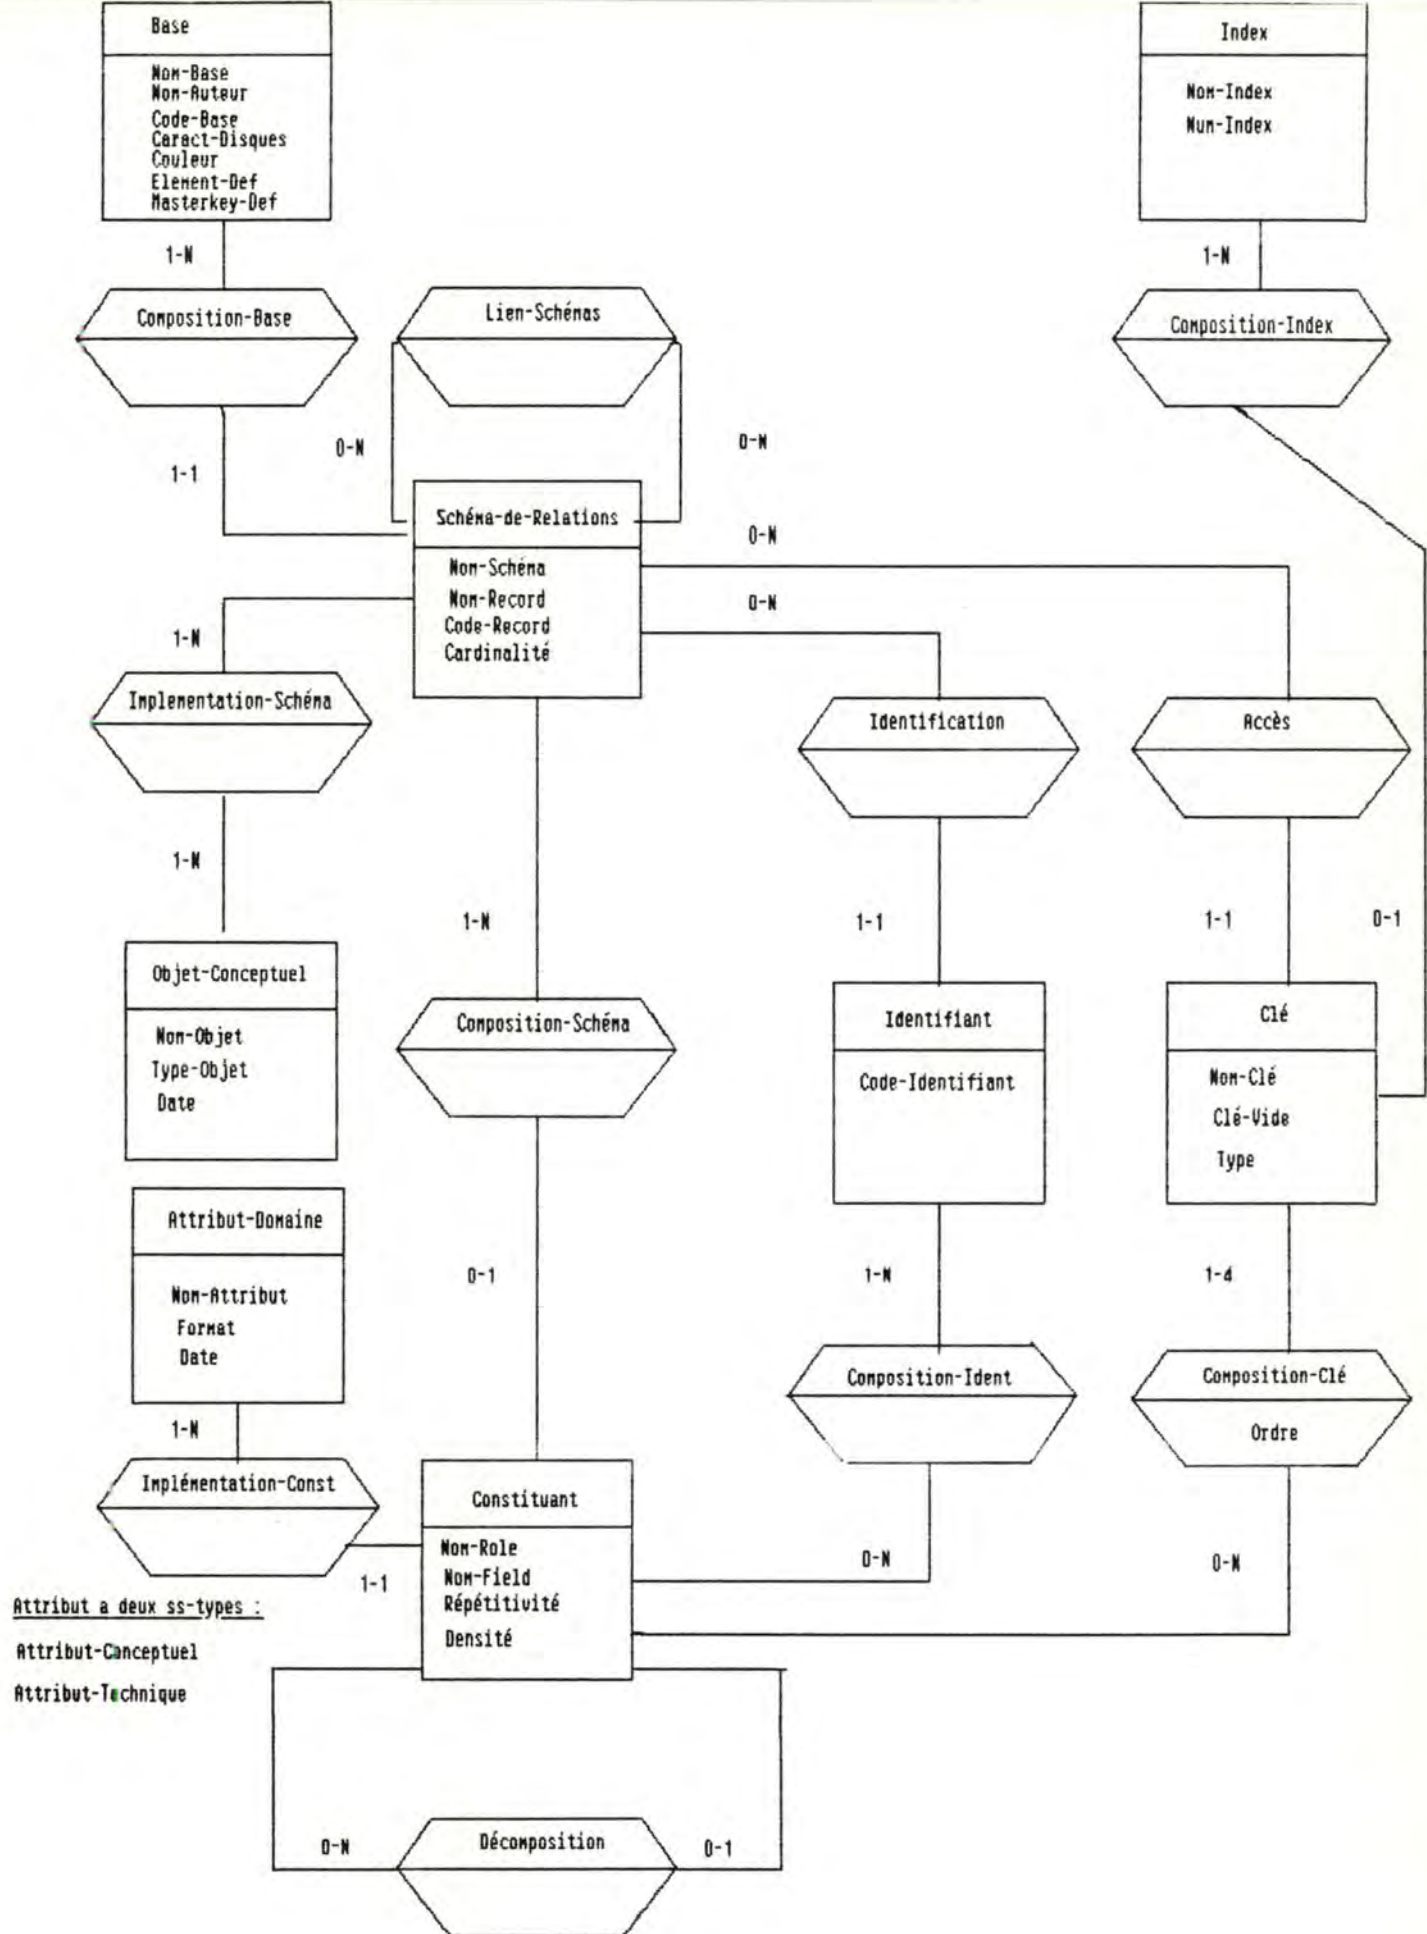 Base
Nom-Base
Nom-Auteur
Code-Base
Caract-Disques
Couleur
Element-Def
Masterkey-Def
Index
Nom-Index
Num-Index
1-N
1-N
Composition-Base
Lien-Schémas
Composition-Index
0-N
0-N
1-1
Schéma-de-Relations
Nom-Schéma
Nom-Record
Code-Record
Cardinalité
0-N
0-N
1-N
Implementation-Schéma
Identification
Accès
1-N
1-N
1-1
1-1
0-1
Objet-Conceptuel
Nom-Objet
Type-Objet
Date
Composition-Schéma
Identifiant
Code-Identifiant
Clé
Nom-Clé
Clé-Vide
Type
Attribut-Domaine
Nom-Attribut
Format
Date
0-1
1-N
1-4
Composition-Ident
Composition-Clé
Ordre
1-N
Implémentation-Const
1-1
Constituant
Nom-Role
Nom-Field
Répétitivité
Densité
0-N
0-N
Attribut a deux ss-types :
Attribut-Conceptuel
Attribut-Technique
0-N
Décomposition
0-1